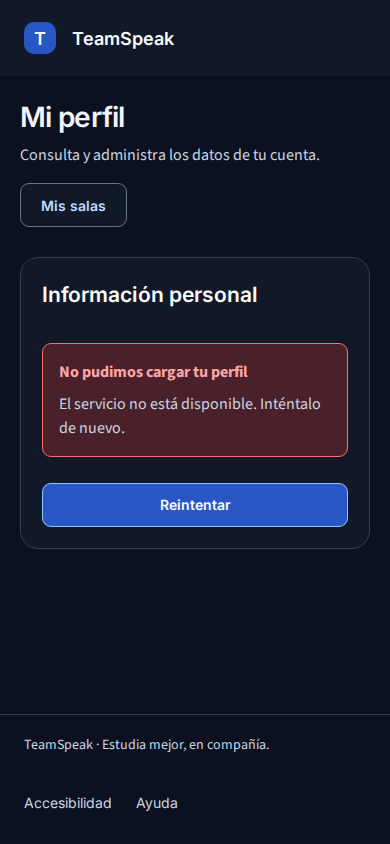 T TeamSpeak
Mi perfil
Consulta y administra los datos de tu cuenta.
Mis salas
Información personal
No pudimos cargar tu perfil
El servicio no está disponible. Inténtalo
de nuevo.
Reintentar
TeamSpeak · Estudia mejor, en compañía.
Accesibilidad Ayuda